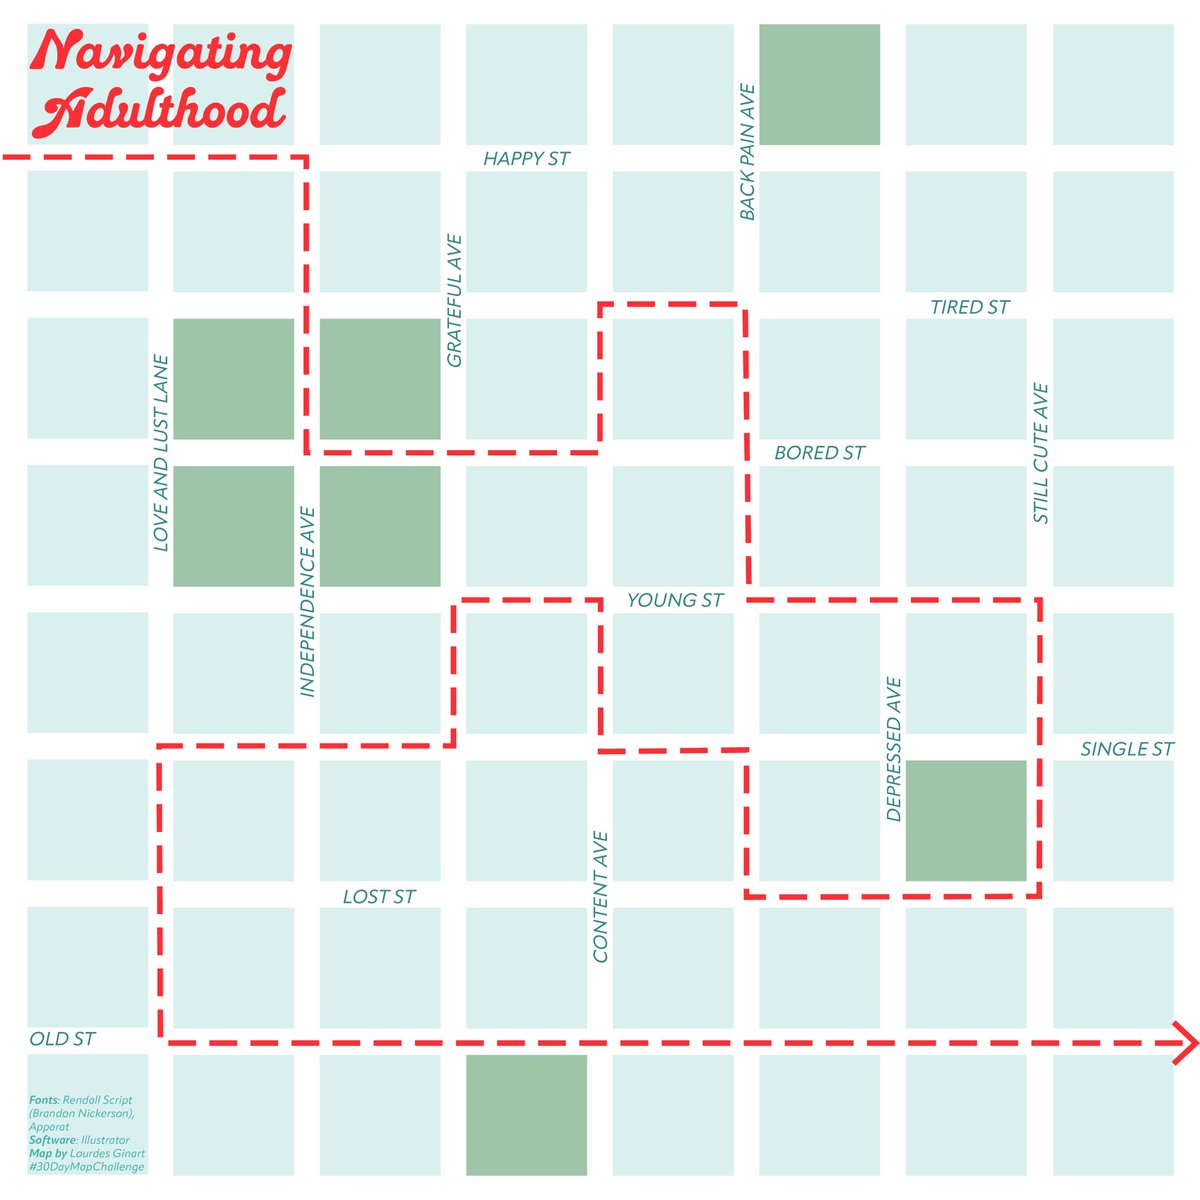 Navigating
Adulthood
HAPPY ST
BACK PAIN AVE
GRATEFUL AVE
TIRED ST
LOVE AND LUST LANE
BORED ST
STILL CUTE AVE
INDEPENDENCE AVE
YOUNG ST
DEPRESSED AVE
SINGLE ST
CONTENT AVE
LOST ST
OLD ST
Fonts: Rendall Script
(Brandon Nickerson),
Apparat
Software: Illustrator
Map by Lourdes Ginart
#30DayMapChallenge